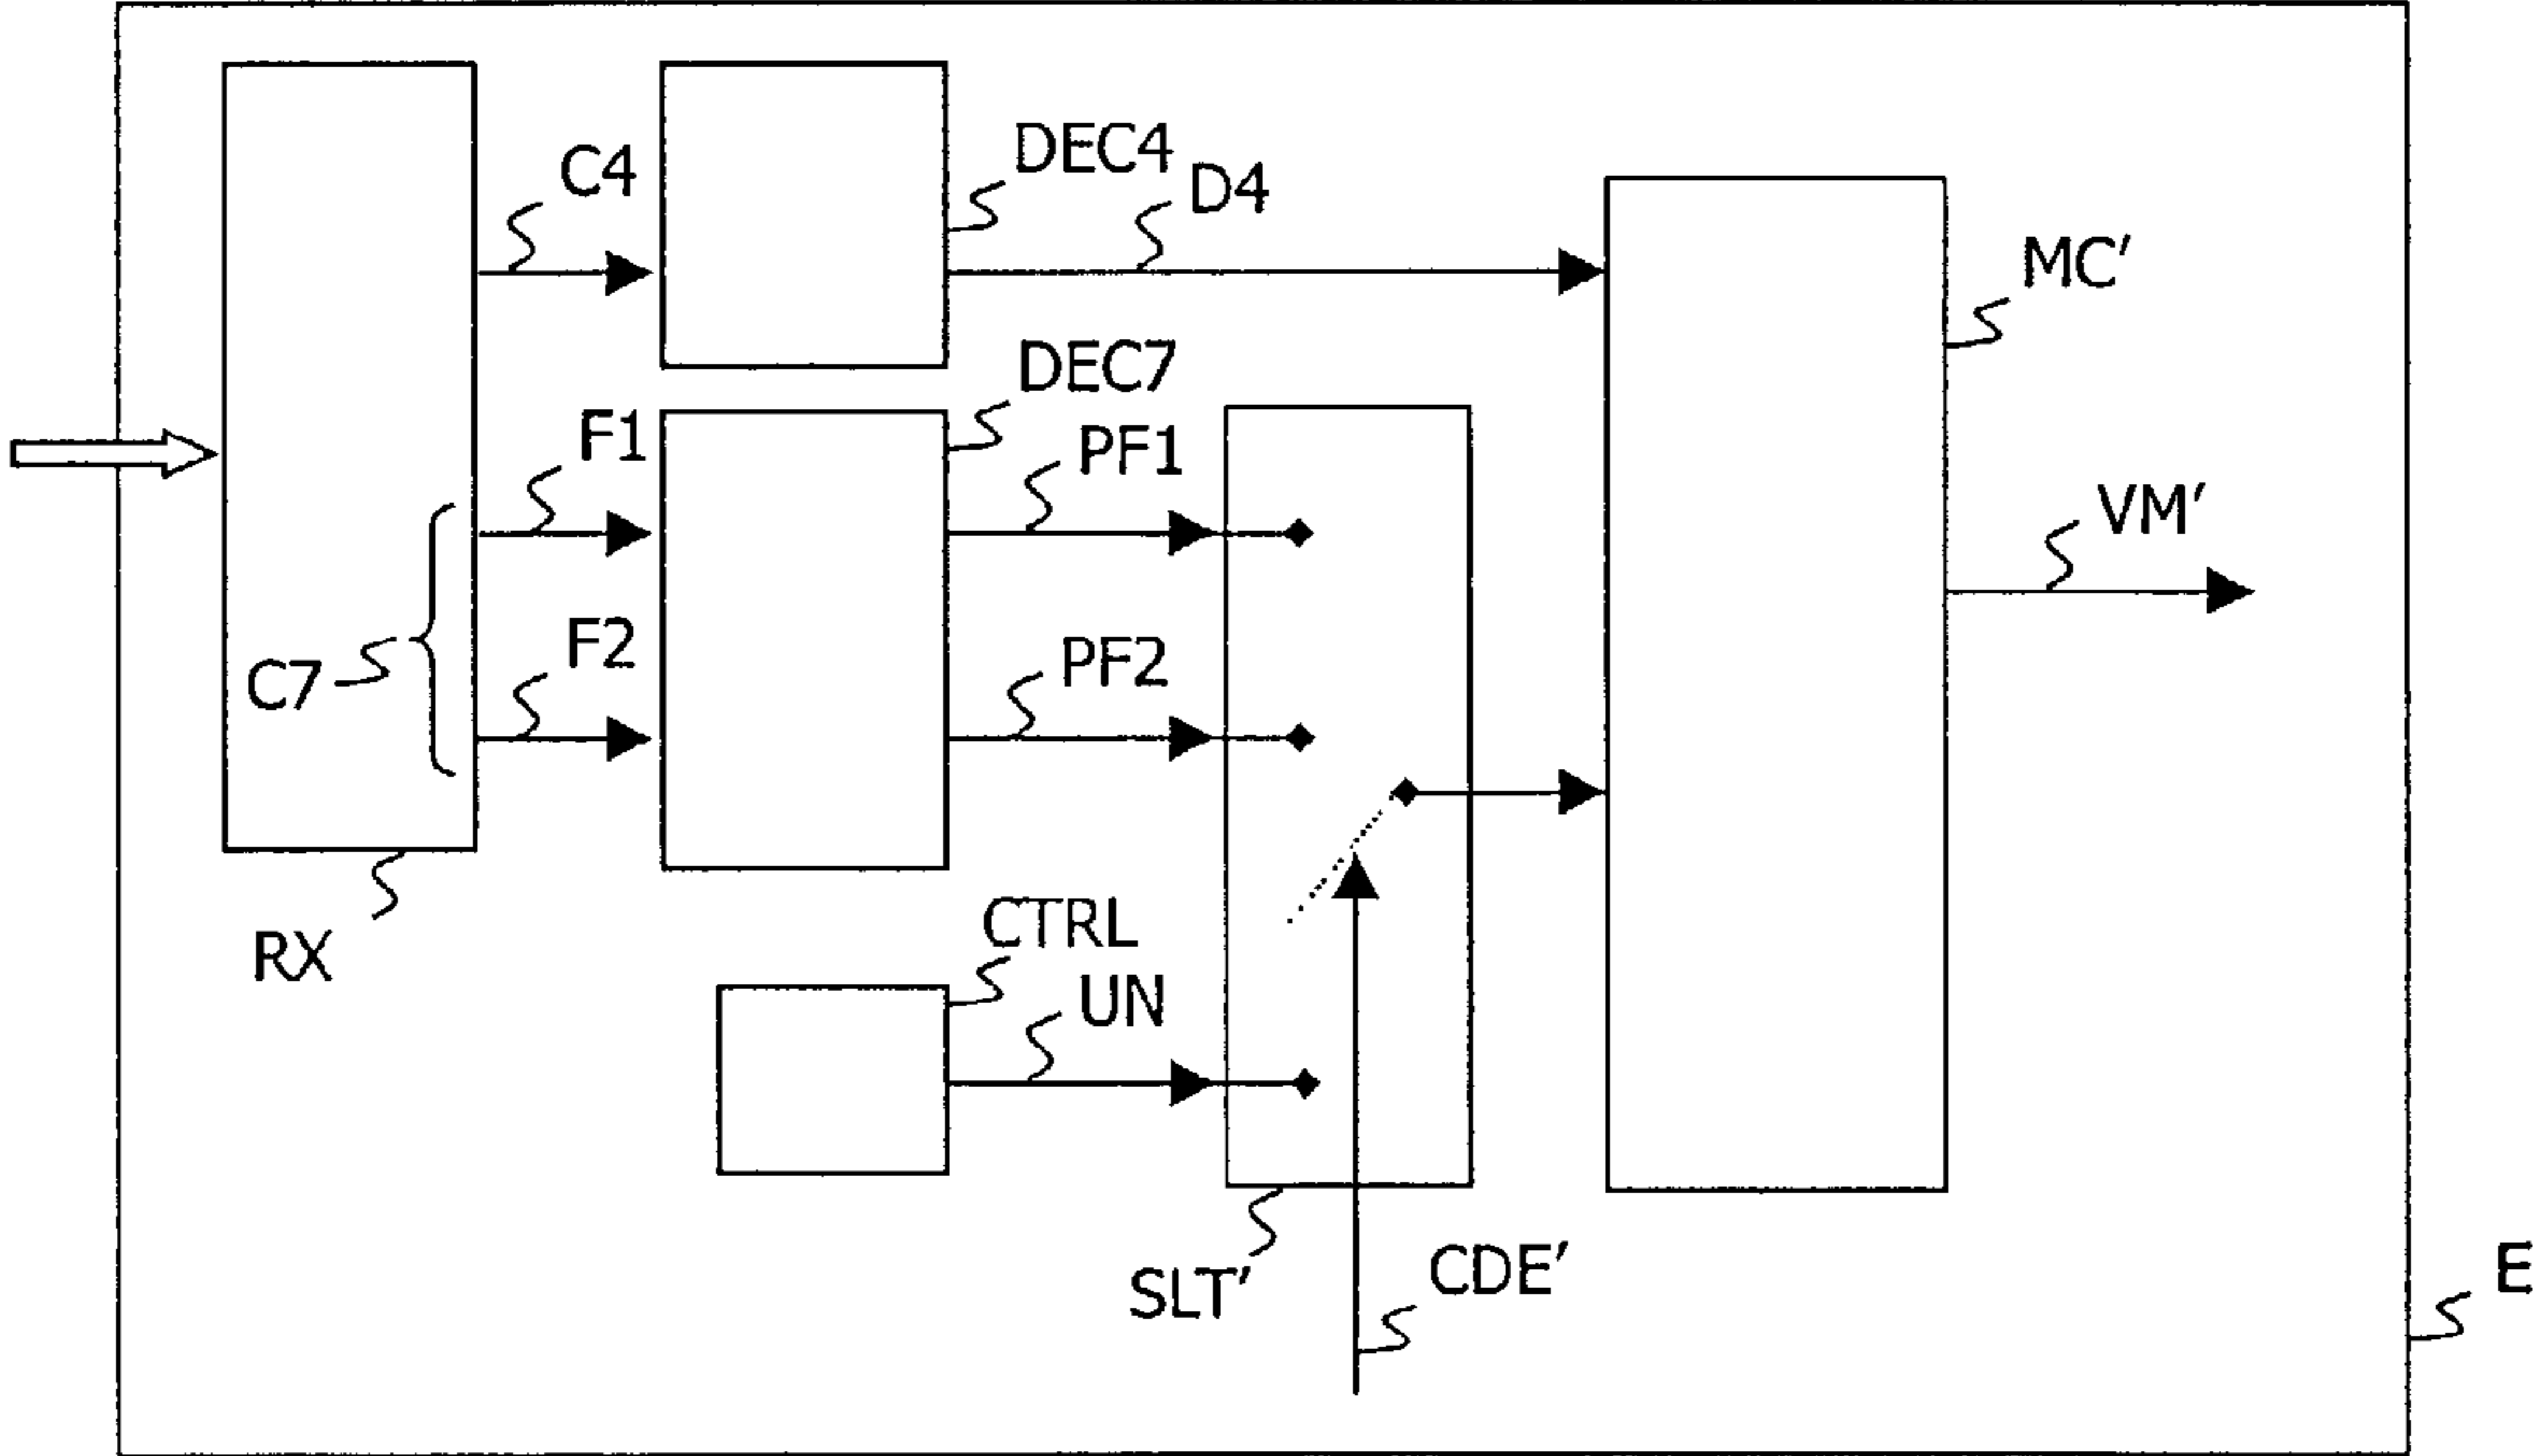 DEC4
C4
D4
MC'
DEC7
F1
PF1
VM'
F2
PF2
C7
CTRL
RX
UN
SLT'
CDE'
E